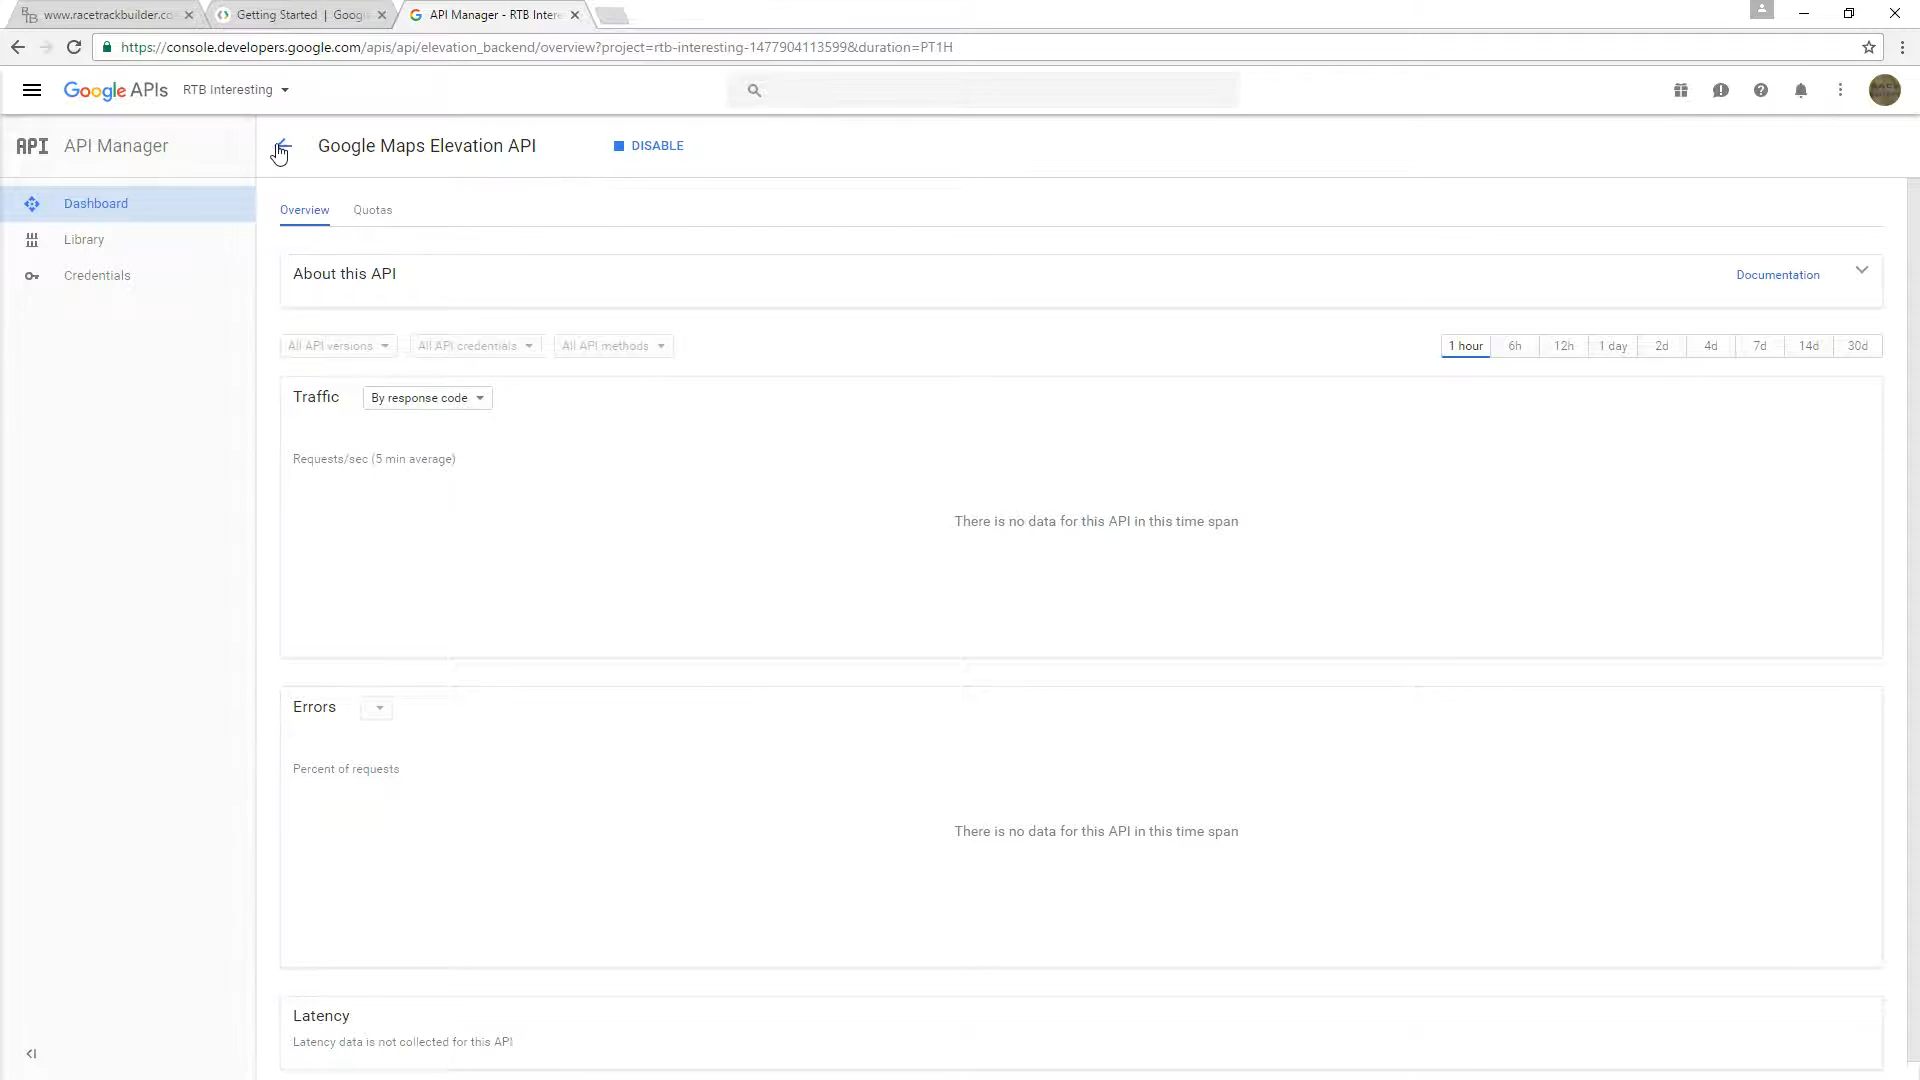 www.racetrackbuilder.co
Getting Started | Googl
API Manager - RTB Intere
https://console.developers.google.com/apis/api/elevation_backend/overview?project=rtb-interesting-1477904113599&duration=PT1H
Google APIs RTB Interesting
API API Manager
Google Maps Elevation API DISABLE
Dashboard
Library
Credentials
Overview Quotas
About this API Documentation
All API versions All API credentials All API methods
1 hour 6h 12h 1 day 2d 4d 7d 14d 30d
Traffic By response code
Requests/sec (5 min average)
There is no data for this API in this time span
Errors
Percent of requests
There is no data for this API in this time span
Latency
Latency data is not collected for this API